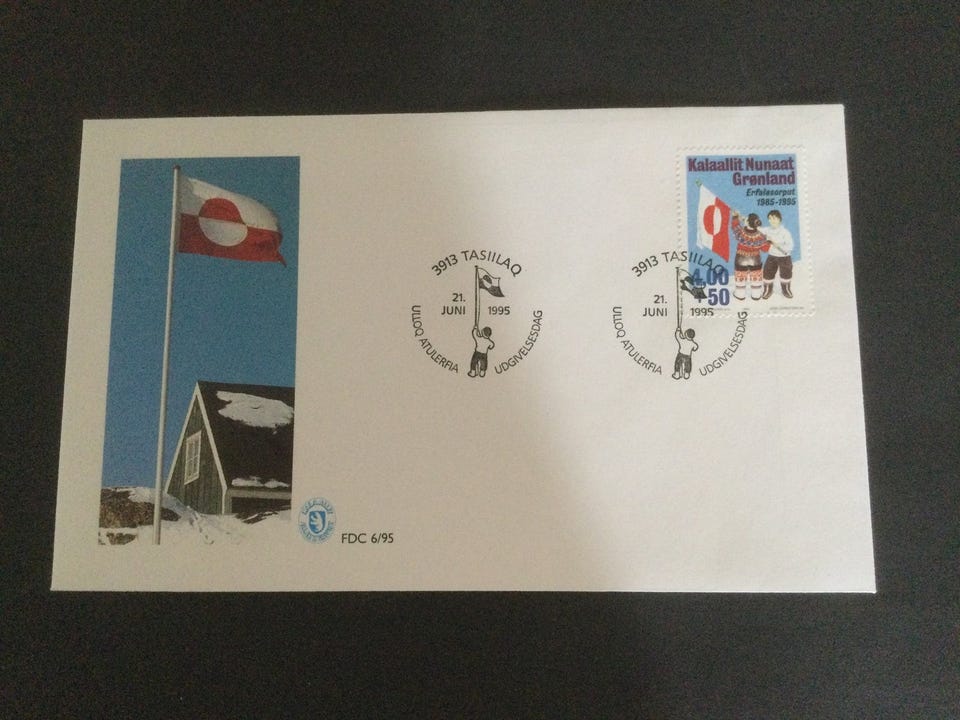 Kalaallit Nunaat
Grønland
Erfalasorput
1985-1995
4,00
+50
3913 TASIILAQ
21.
JUNI 1995
ULLOQ ATULERFIA UDGIVELSESDAG
3913 TASIILAQ
21.
JUNI 1995
ULLOQ ATULERFIA UDGIVELSESDAG
FDC 6/95